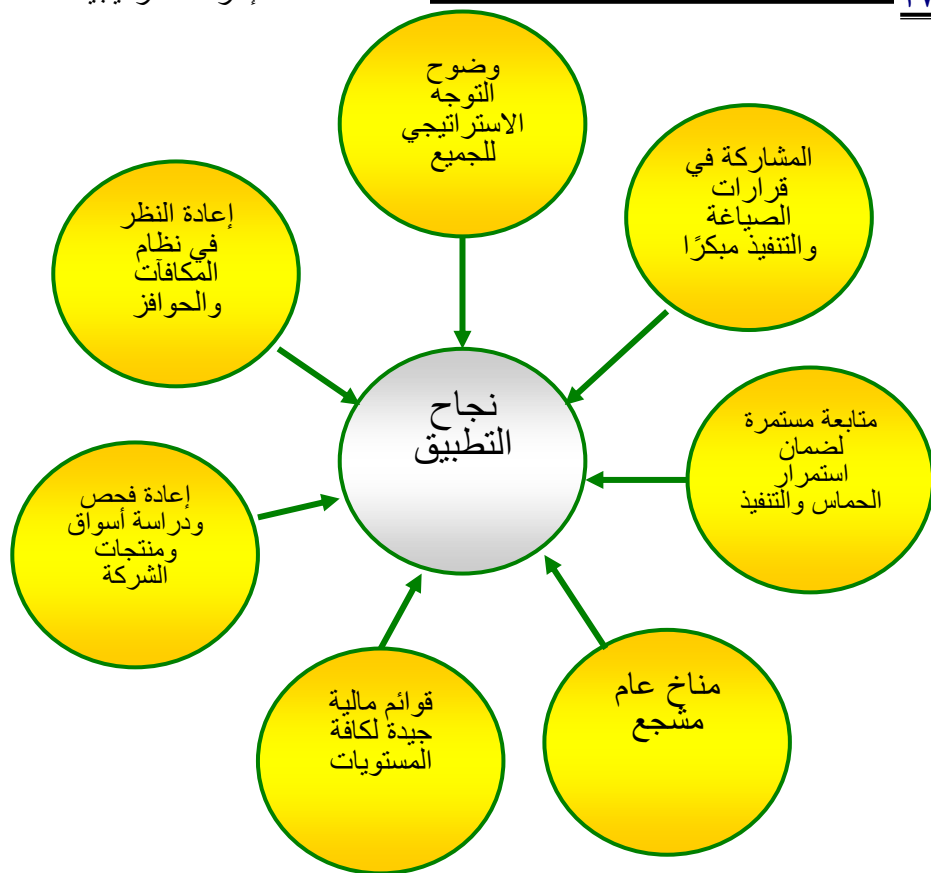 وضوح
التوجه
الاستراتيجي
للجميع
المشاركة في
قرارات
الصياغة
والتنفيذ مبكرًا
متابعة مستمرة
لضمان
استمرار
الحماس والتنفيذ
مناخ عام
مشجع
قوائم مالية
جيدة لكافة
المستويات
إعادة فحص
ودراسة أسواق
ومنتجات
الشركة
إعادة النظر
في نظام
المكافآت
والحوافز
نجاح
التطبيق